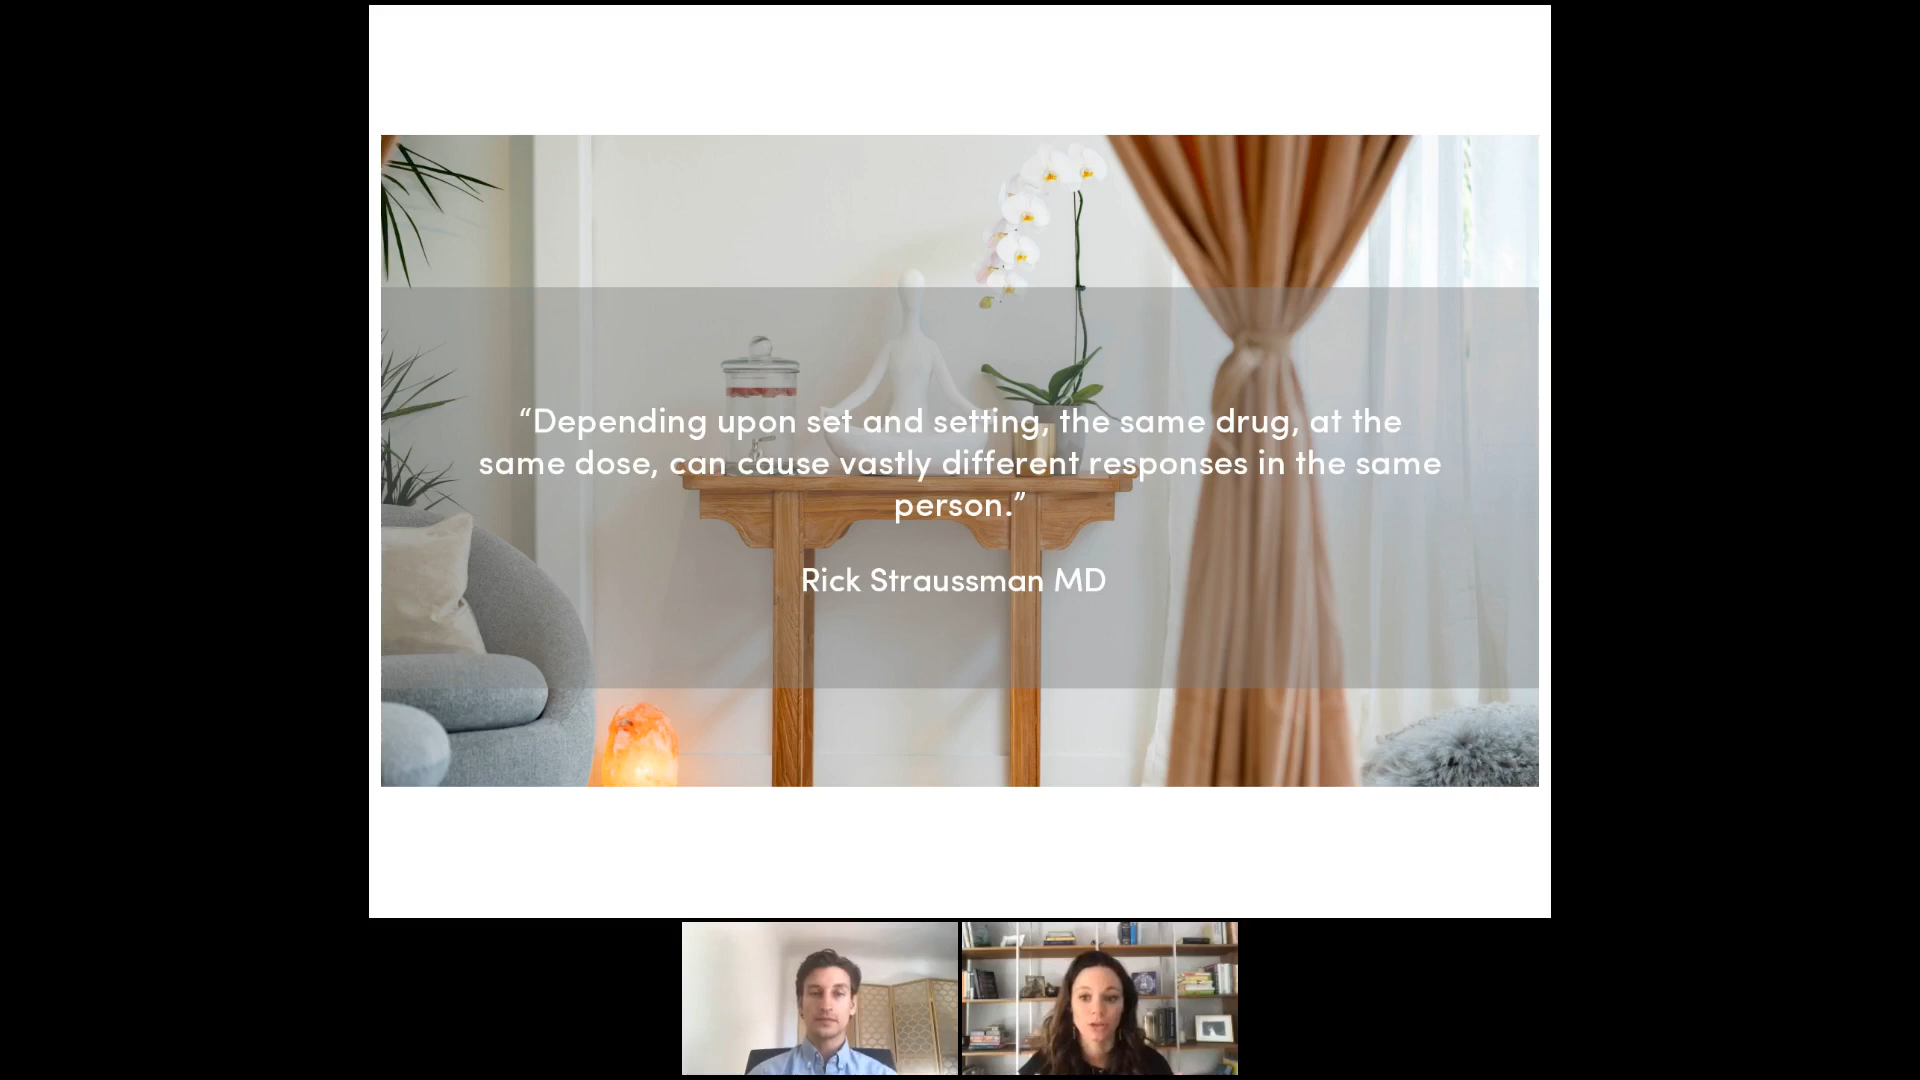 “Depending upon set and setting, the same drug, at the
same dose, can cause vastly different responses in the same
person.”
Rick Straussman MD